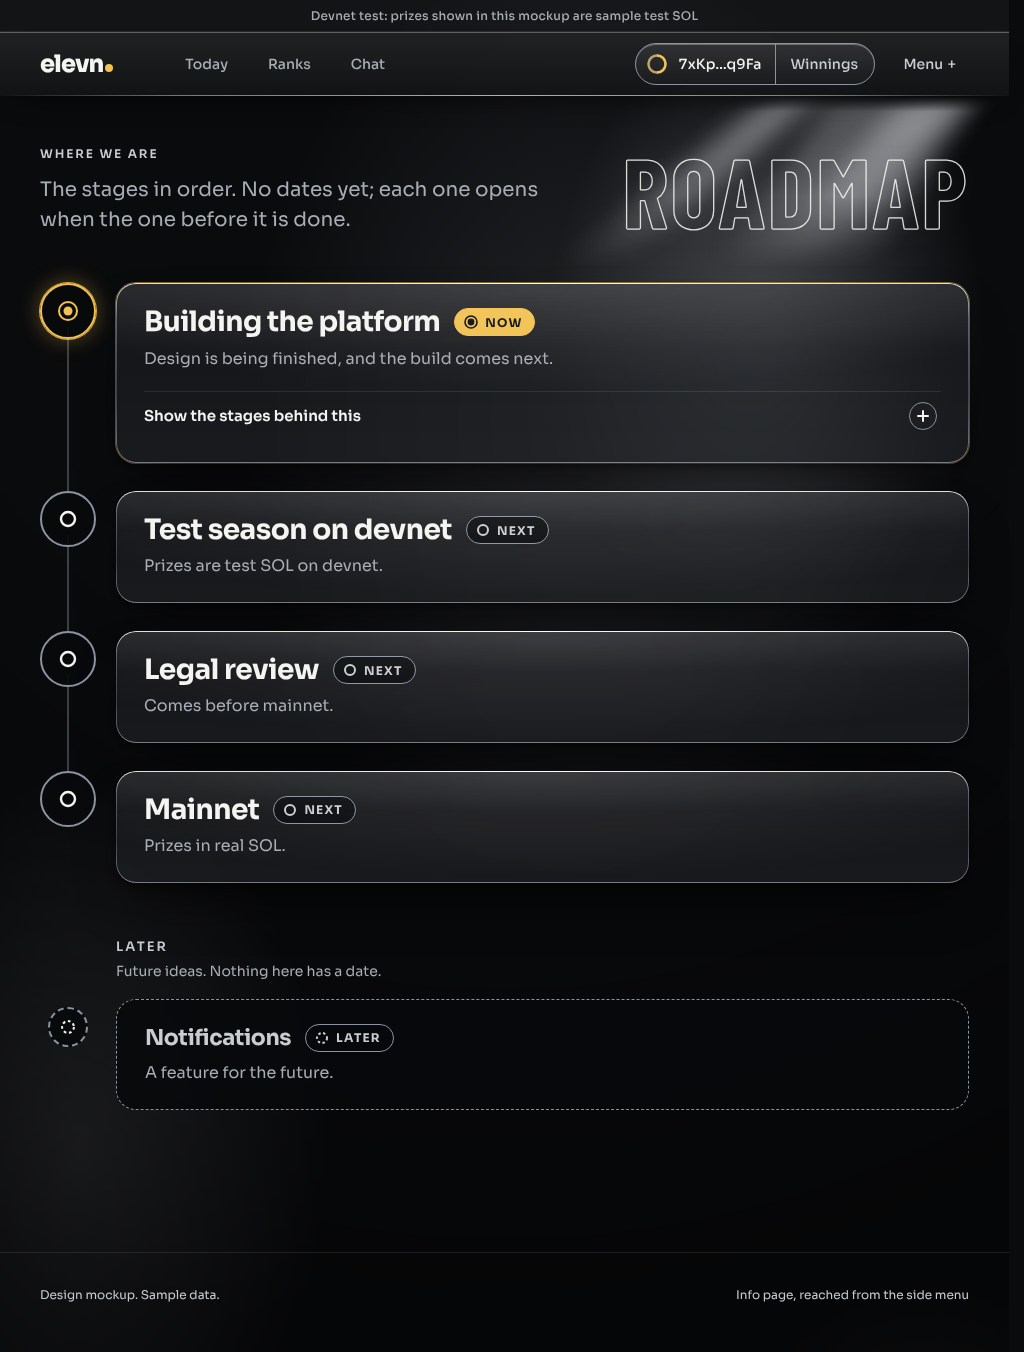 Devnet test: prizes shown in this mockup are sample test SOL
elevn.
Today
Ranks
Chat
7xKp...q9Fa
Winnings
Menu +
WHERE WE ARE
The stages in order. No dates yet; each one opens
when the one before it is done.
ROADMAP
Building the platform
NOW
Design is being finished, and the build comes next.
Show the stages behind this
Test season on devnet
NEXT
Prizes are test SOL on devnet.
Legal review
NEXT
Comes before mainnet.
Mainnet
NEXT
Prizes in real SOL.
LATER
Future ideas. Nothing here has a date.
Notifications
LATER
A feature for the future.
Design mockup. Sample data.
Info page, reached from the side menu